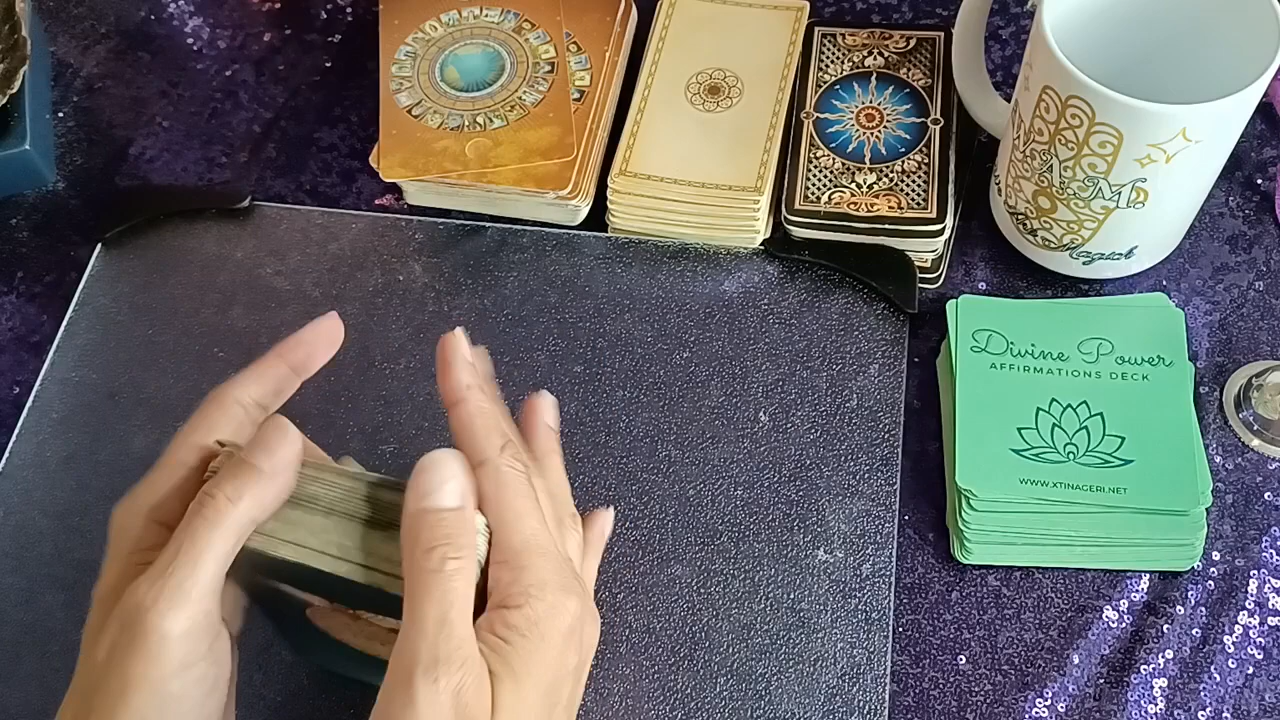 A.M.
Magick
Divine Power
AFFIRMATIONS DECK
WWW.XTINAGERI.NET